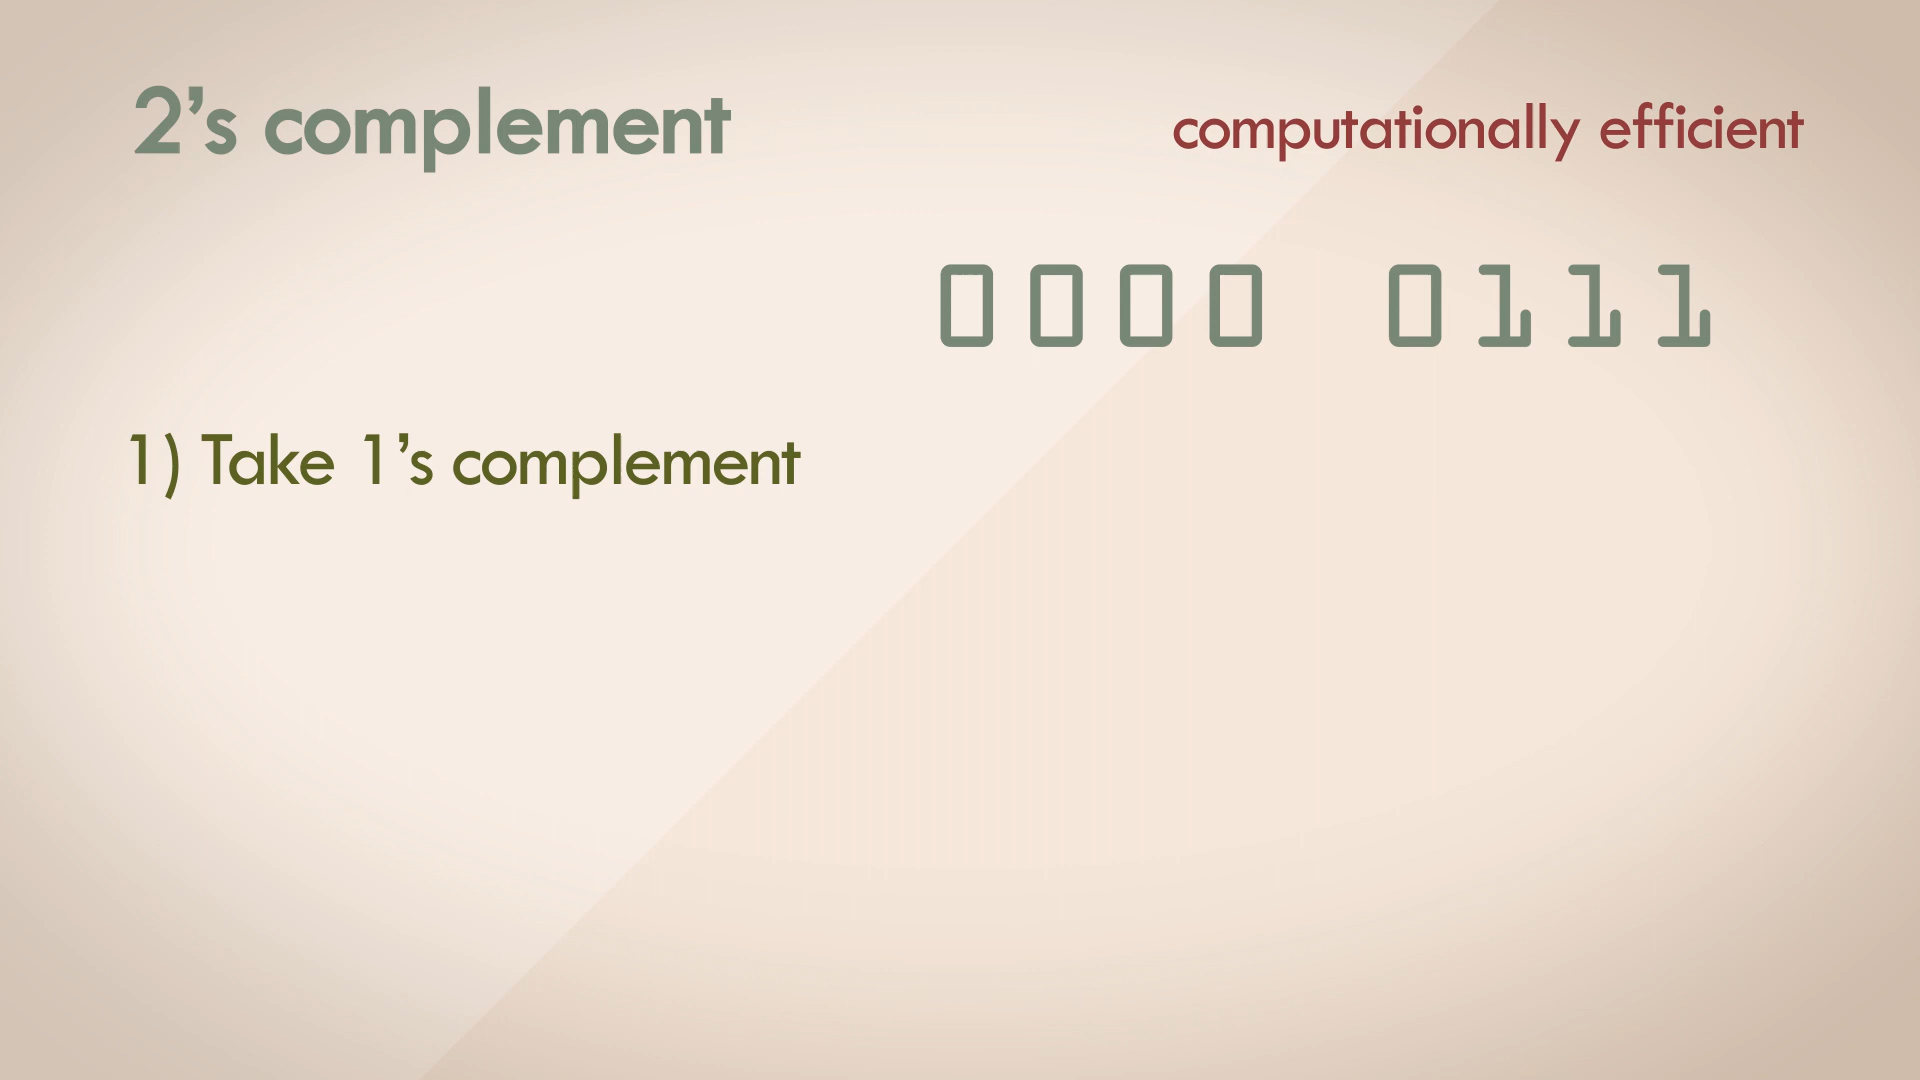 2’s complement
computationally efficient
0000 0111
1) Take 1’s complement